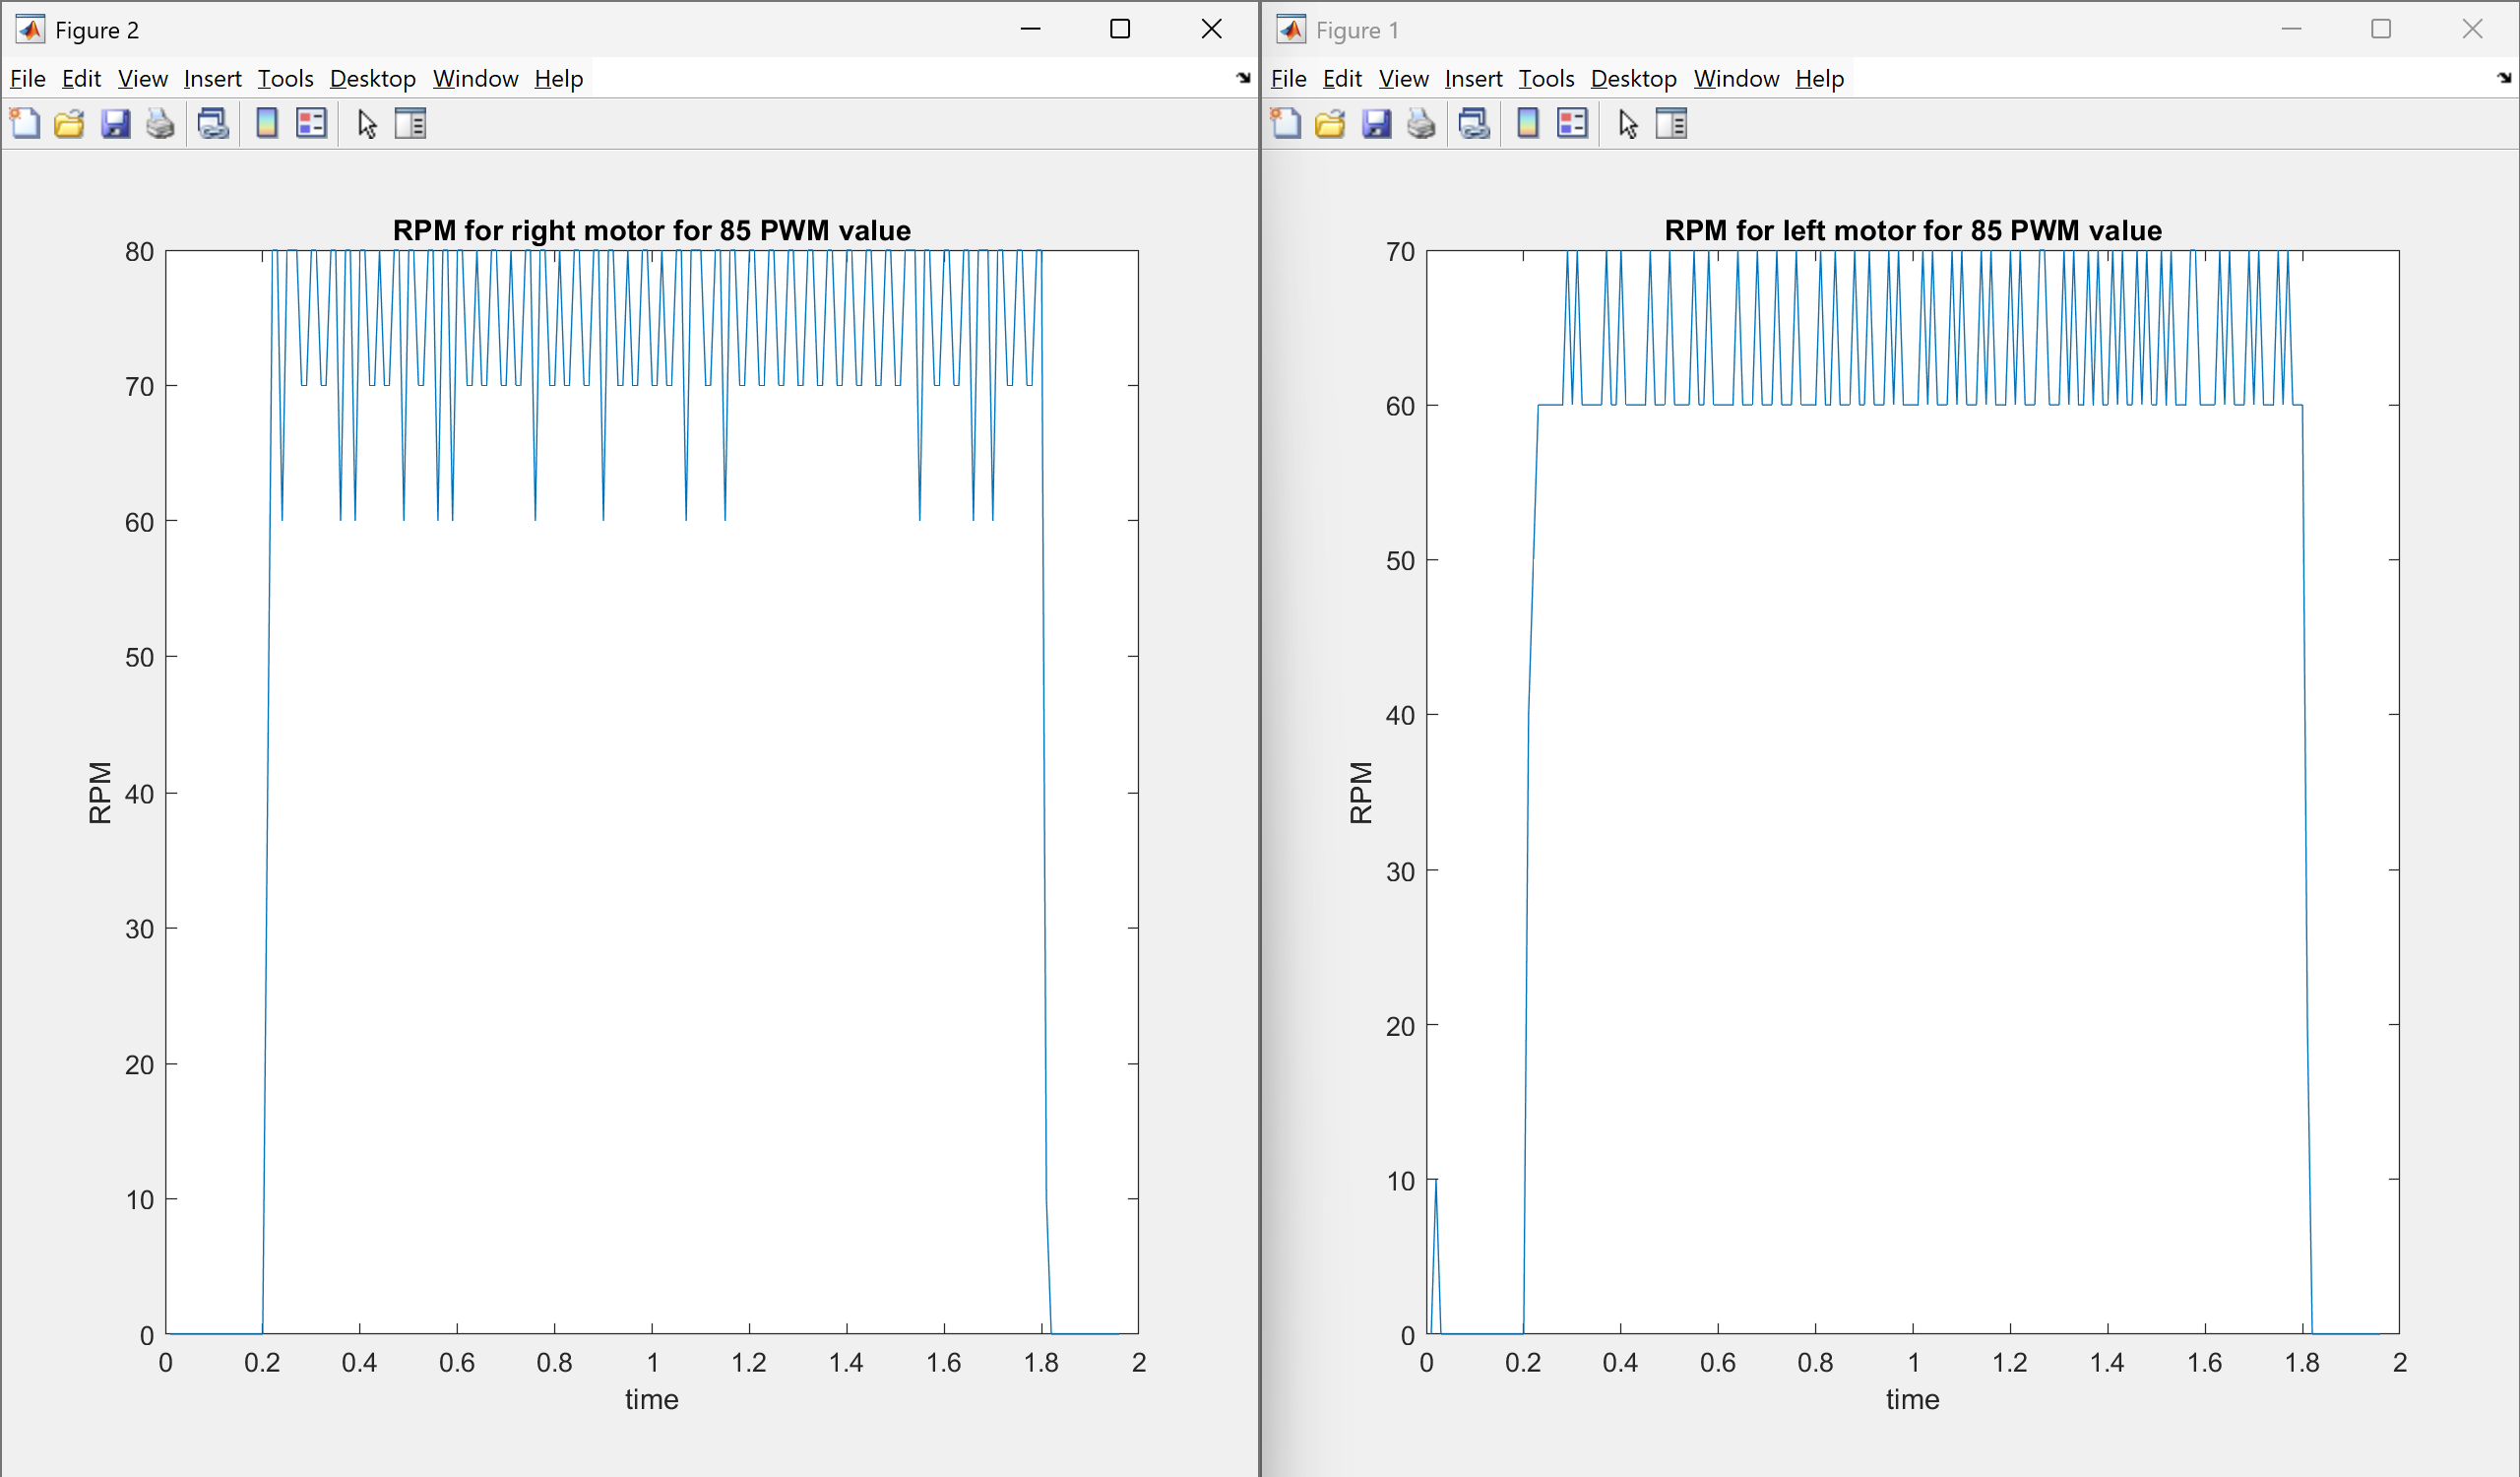 Figure 2
File Edit View Insert Tools Desktop Window Help
RPM for right motor for 85 PWM value
80
70
60
50
40
30
20
10
0
RPM
0 0.2 0.4 0.6 0.8 1 1.2 1.4 1.6 1.8 2
time
Figure 1
File Edit View Insert Tools Desktop Window Help
RPM for left motor for 85 PWM value
70
60
50
40
30
20
10
0
RPM
0 0.2 0.4 0.6 0.8 1 1.2 1.4 1.6 1.8 2
time